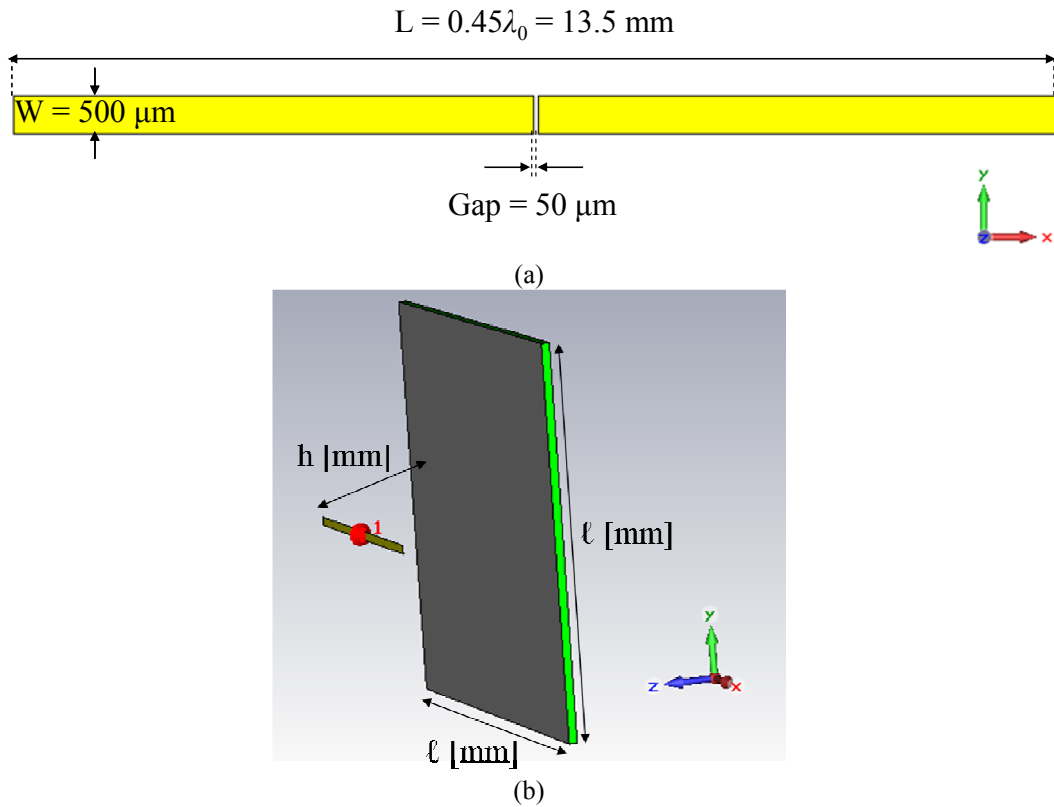 L = 0.45λ₀ = 13.5 mm
W = 500 μm
Gap = 50 μm
y
z
x
(a)
h [mm]
1
ℓ [mm]
y
z
x
ℓ [mm]
(b)